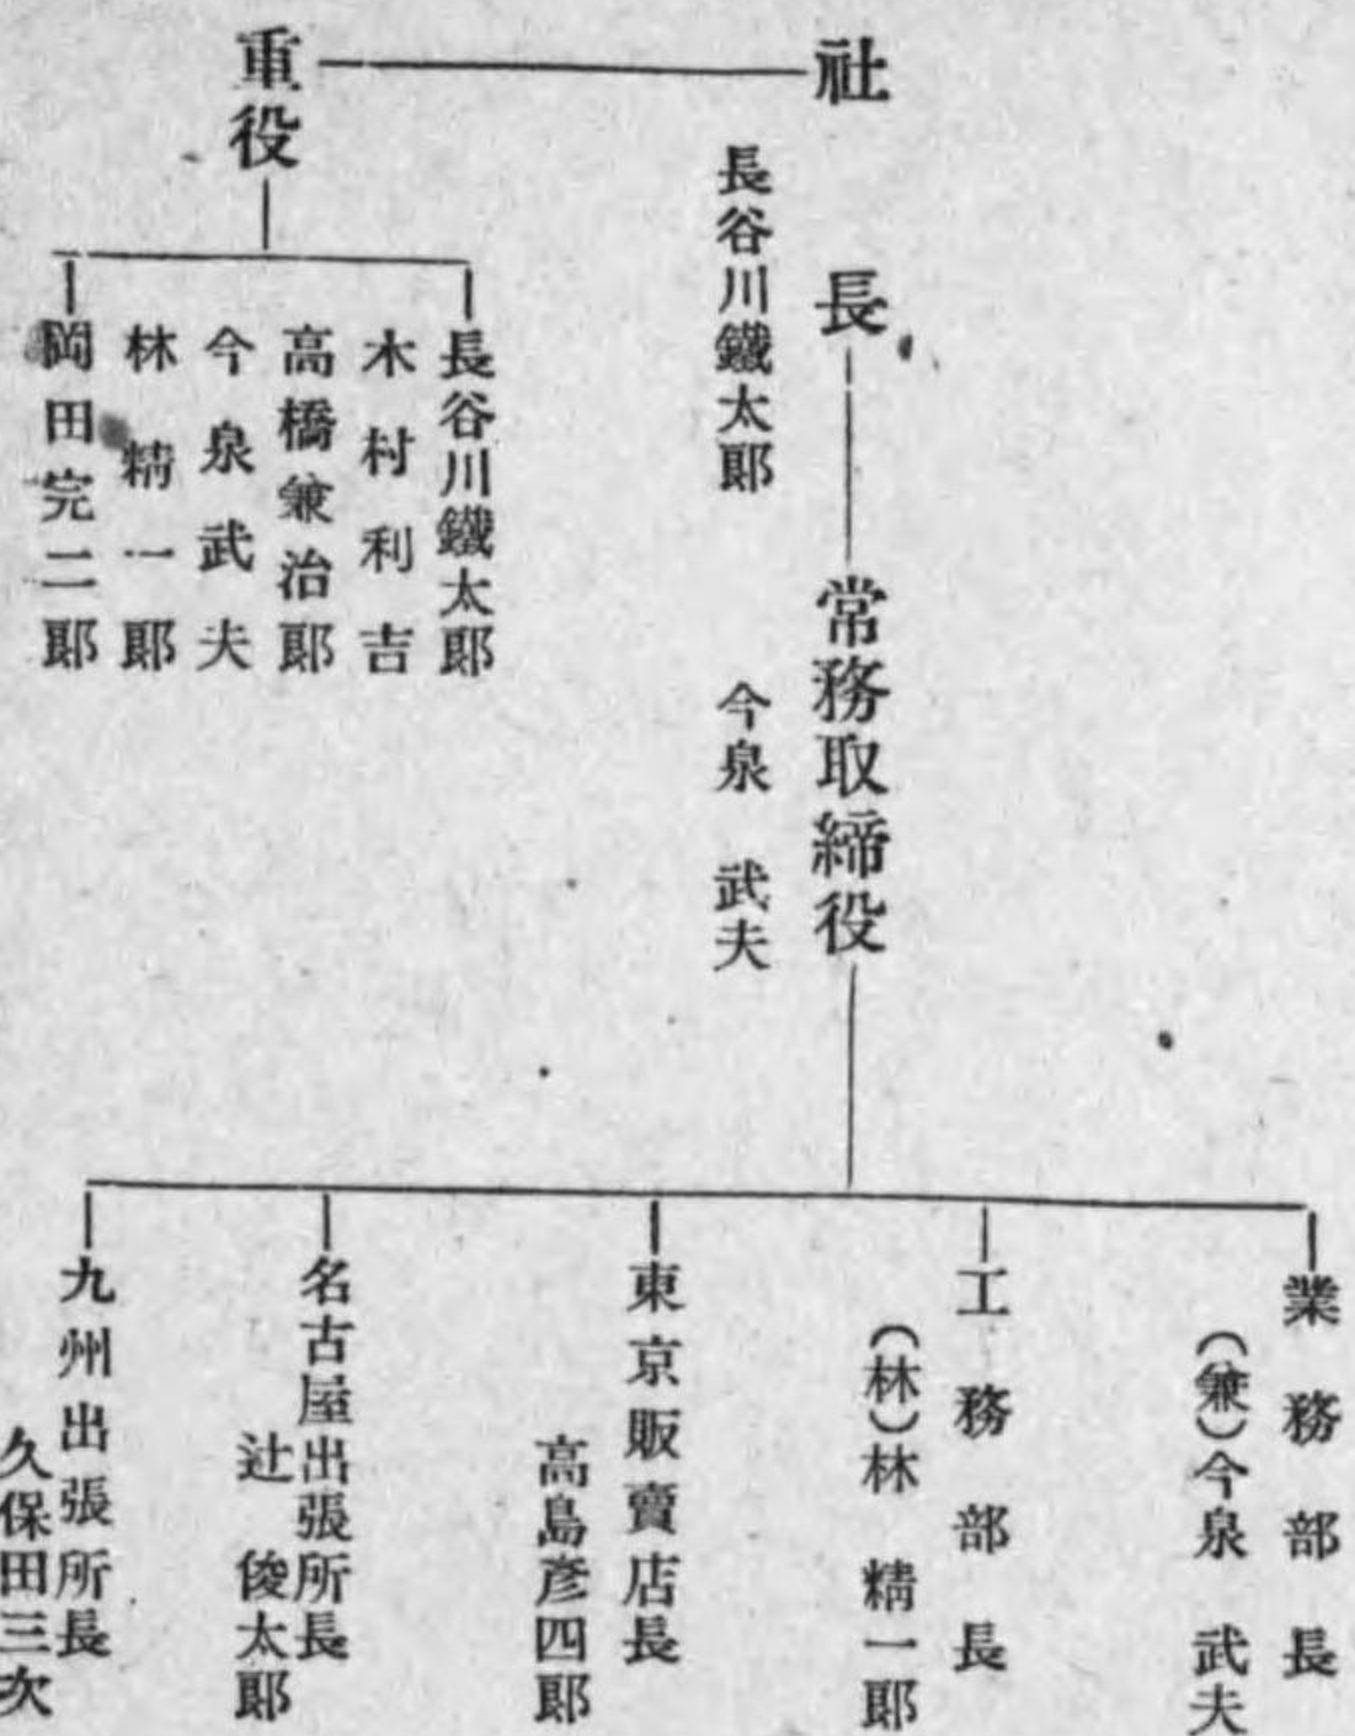 社長
長谷川鐵太郎
常務取締役
今泉武夫
業務部長
（兼）今泉武夫
工務部長
（林）林精一郎
東京販賣店長
高島彦四郎
名古屋出張所長
辻俊太郎
九州出張所長
久保田三次
重役
長谷川鐵太郎
木村利吉
高橋兼治郎
今泉武夫
林精一郎
岡田完二郎